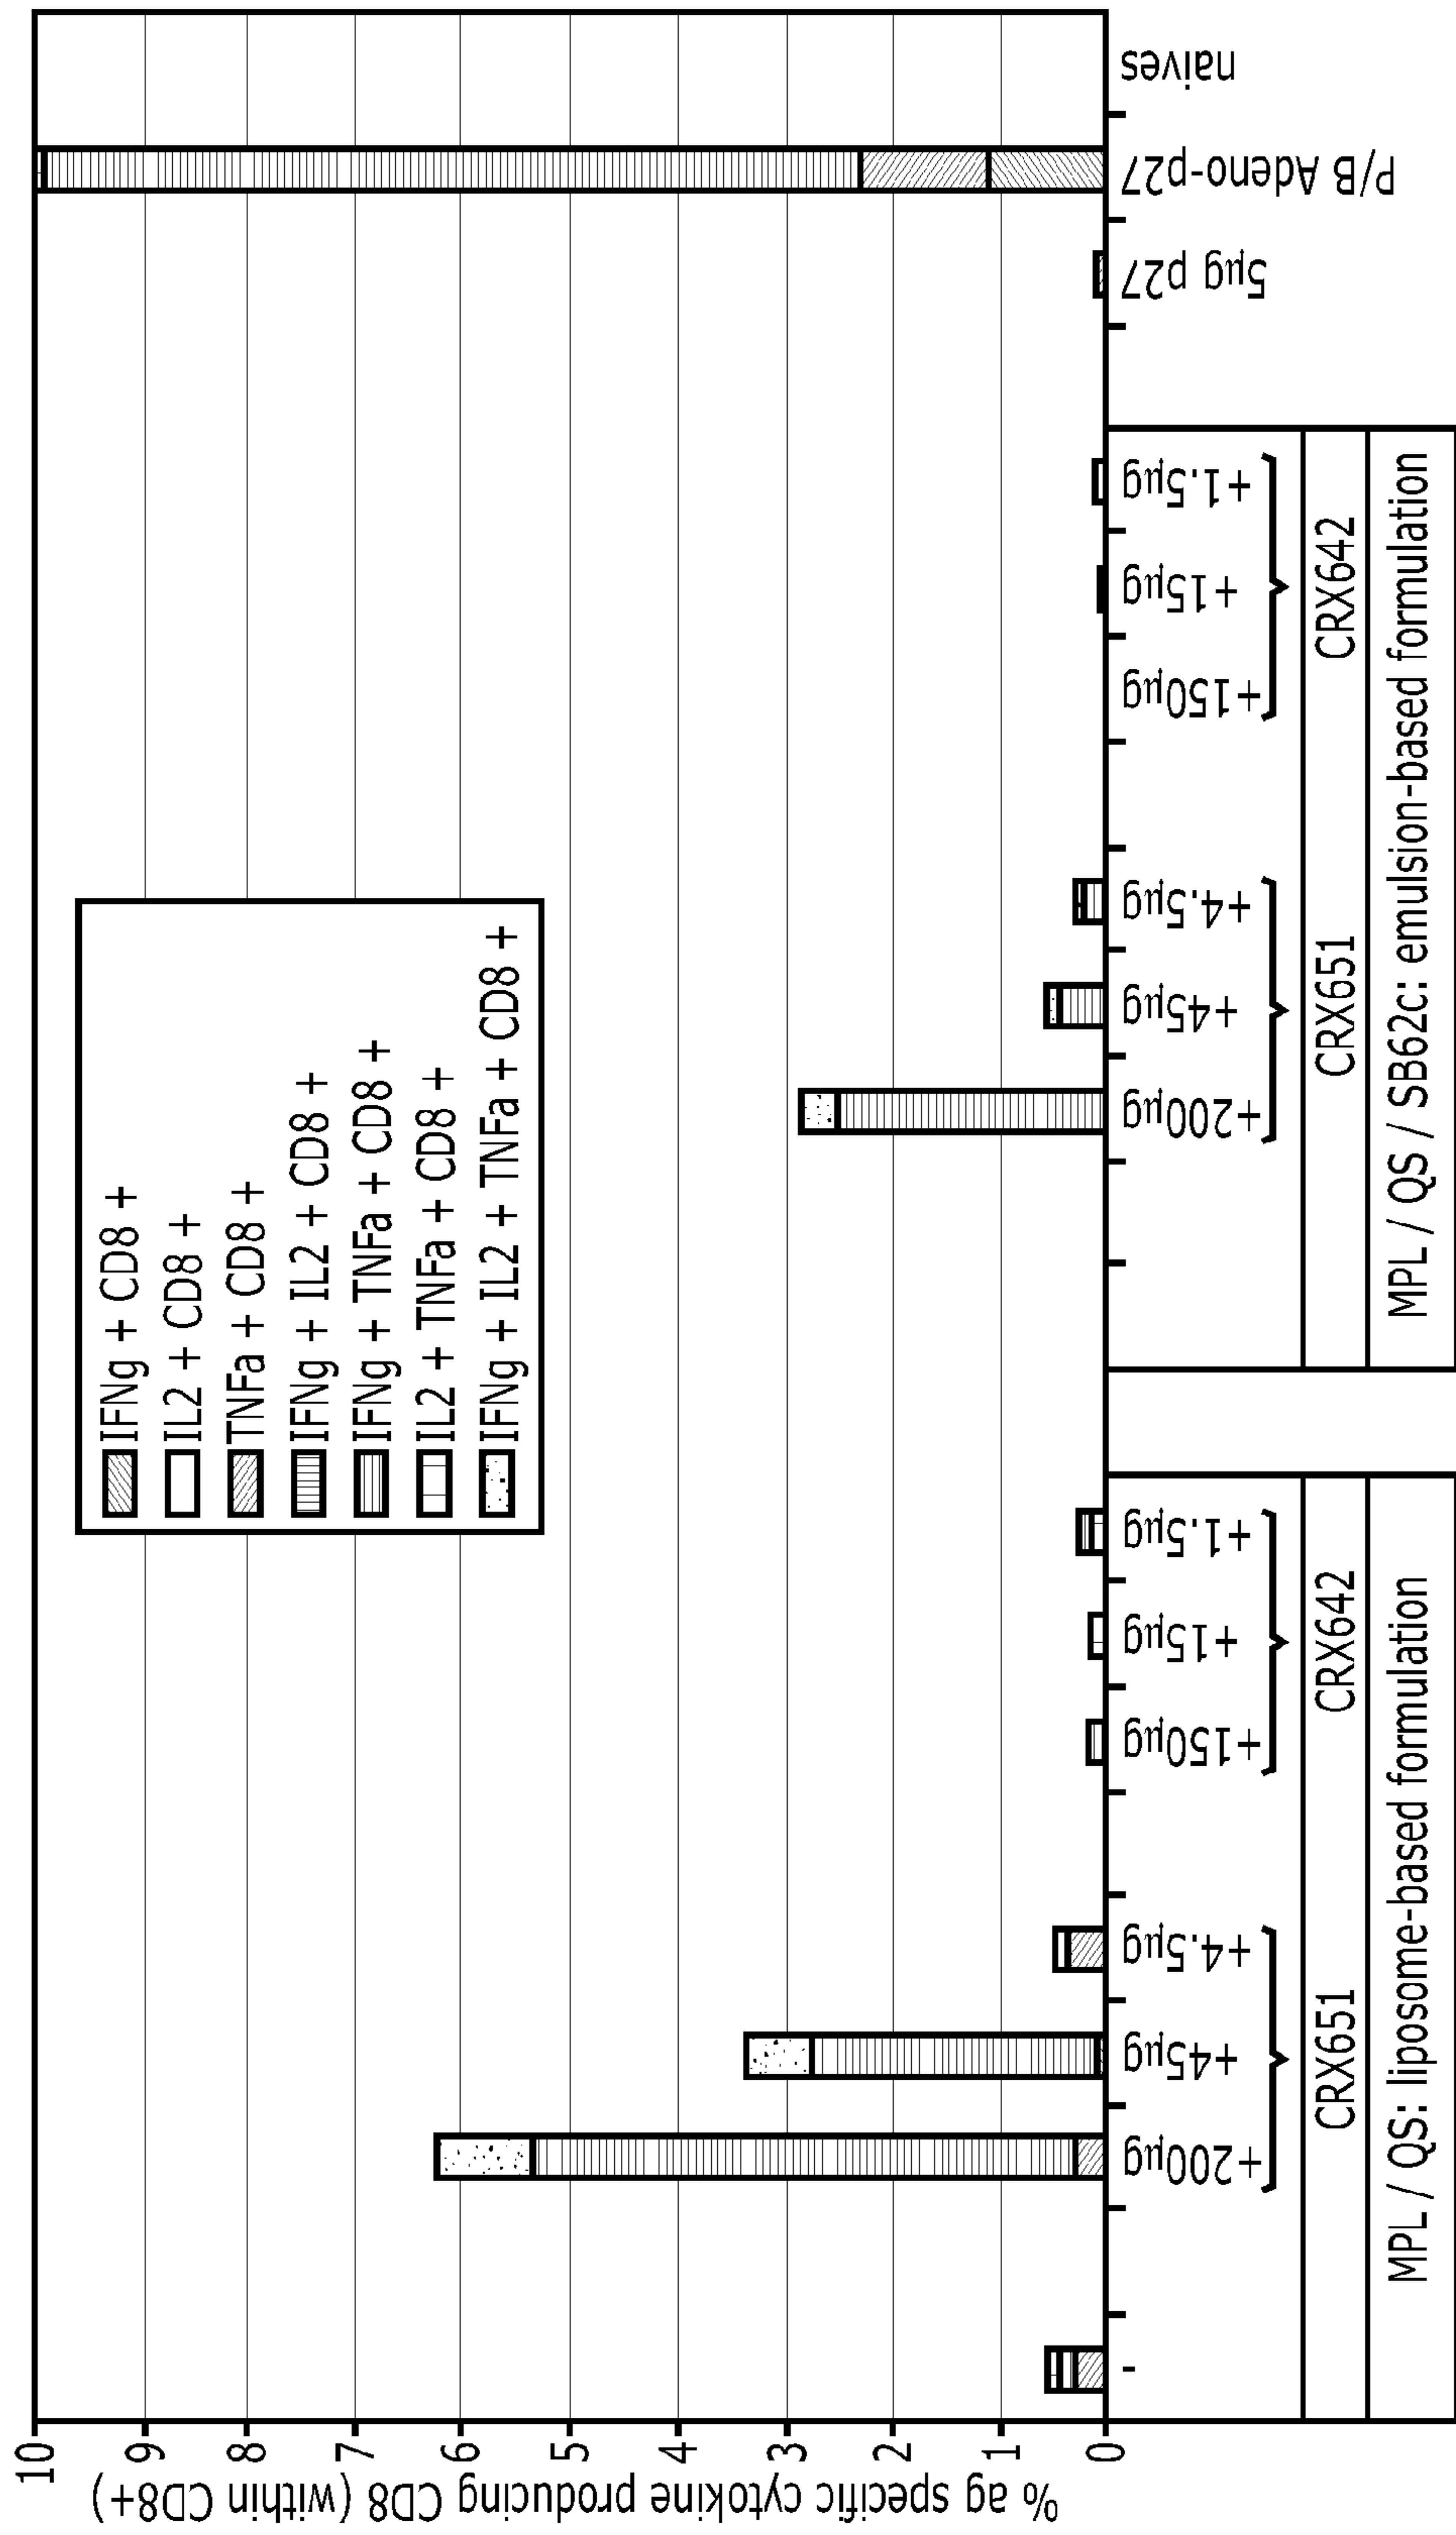 % ag specific cytokine producing CD8 (within CD8+)
10
9
8
7
6
5
4
3
2
1
0
IFNg + CD8 +
IL2 + CD8 +
TNFa + CD8 +
IFNg + IL2 + CD8 +
IFNg + TNFa + CD8 +
IL2 + TNFa + CD8 +
IFNg + IL2 + TNFa + CD8 +
-
+200µg
+45µg
+4.5µg
+150µg
+15µg
+1.5µg
+200µg
+45µg
+4.5µg
+150µg
+15µg
+1.5µg
5µg p27
P/B Adeno-p27
naives
CRX651
CRX642
CRX651
CRX642
MPL / QS: liposome-based formulation
MPL / QS / SB62c: emulsion-based formulation